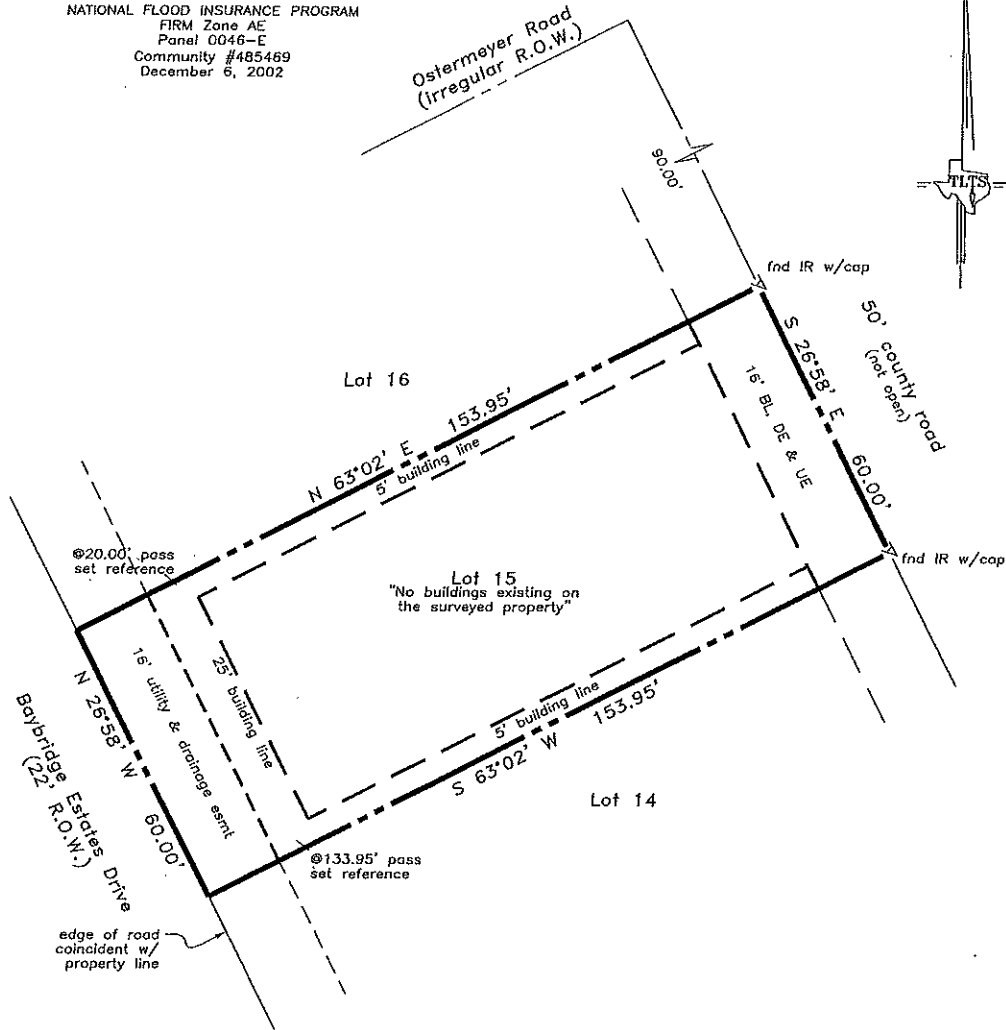 NATIONAL FLOOD INSURANCE PROGRAM
FIRM Zone AE
Panel 0046-E
Community #485469
December 6, 2002
Ostermeyer Road
(irregular R.O.W.)
90.00'
TLTS
fnd IR w/cap
50' county road
(not open)
S 26°58' E 60.00'
16' BL, DE & UE
Lot 16
N 63°02' E 153.95'
5' building line
@20.00' pass
set reference
Lot 15
"No buildings existing on
the surveyed property"
fnd IR w/cap
25' building line
16' utility & drainage esmt
N 26°58' W 60.00'
Baybridge Estates Drive
(22' R.O.W.)
5' building line
S 63°02' W 153.95'
Lot 14
@133.95' pass
set reference
edge of road
coincident w/
property line